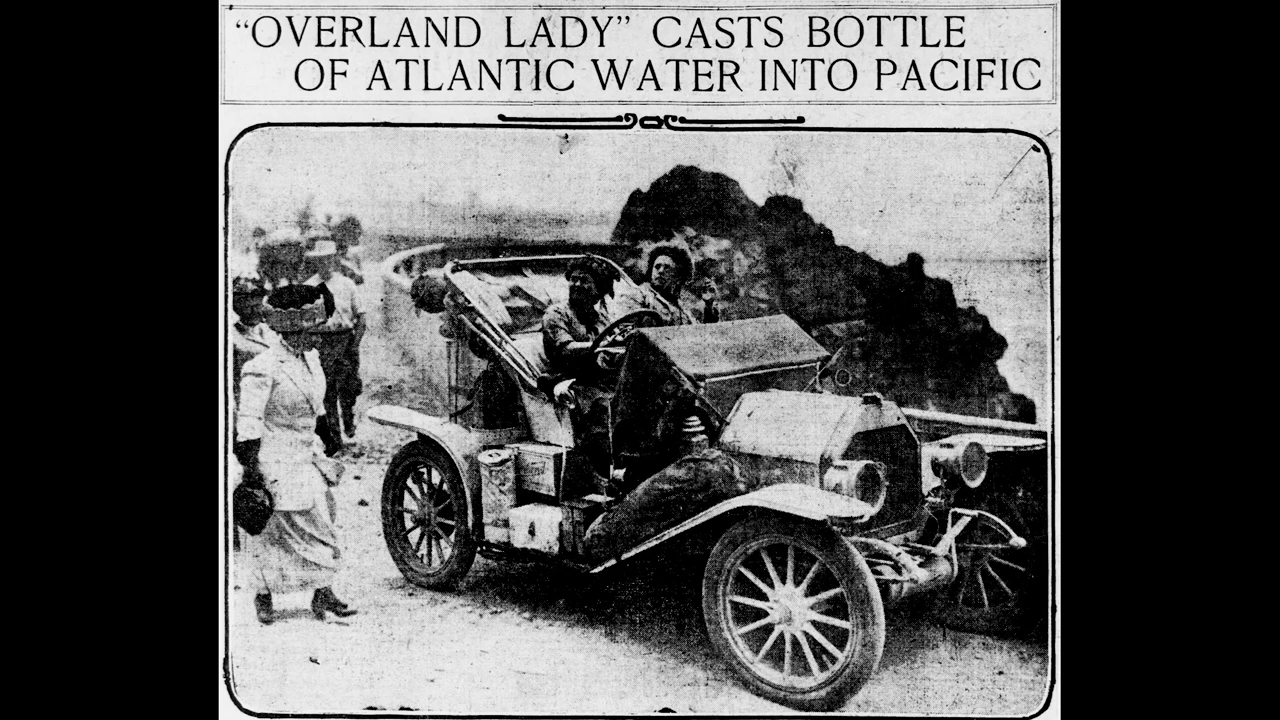 “OVERLAND LADY” CASTS BOTTLE
OF ATLANTIC WATER INTO PACIFIC